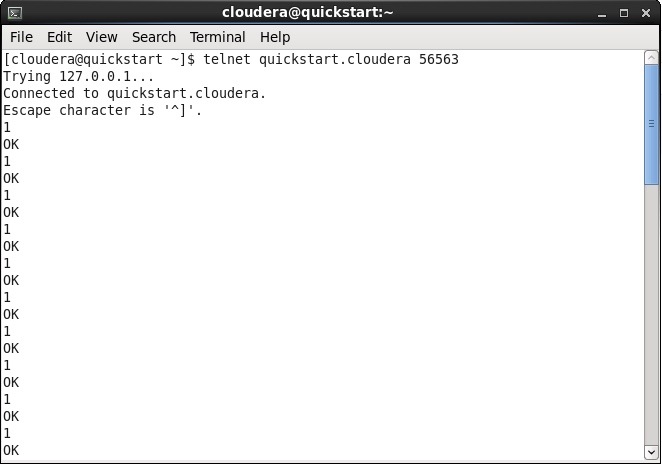 cloudera@quickstart:~
File Edit View Search Terminal Help
[cloudera@quickstart ~]$ telnet quickstart.cloudera 56563
Trying 127.0.0.1...
Connected to quickstart.cloudera.
Escape character is '^]'.
1
OK
1
OK
1
OK
1
OK
1
OK
1
OK
1
OK
1
OK
1
OK
1
OK